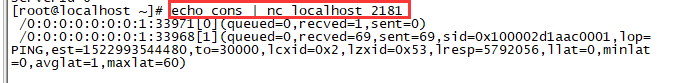 [root@localhost ~]# echo cons | nc localhost 2181
/0:0:0:0:0:0:0:1:33971[0](queued=0,recved=1,sent=0)
/0:0:0:0:0:0:0:1:33968[1](queued=0,recved=69,sent=69,sid=0x100002d1aac0001,lop=
PING,est=1522993544480,to=30000,lcxid=0x2,lzxid=0x53,lresp=5792056,llat=0,minlat
=0,avglat=1,maxlat=60)